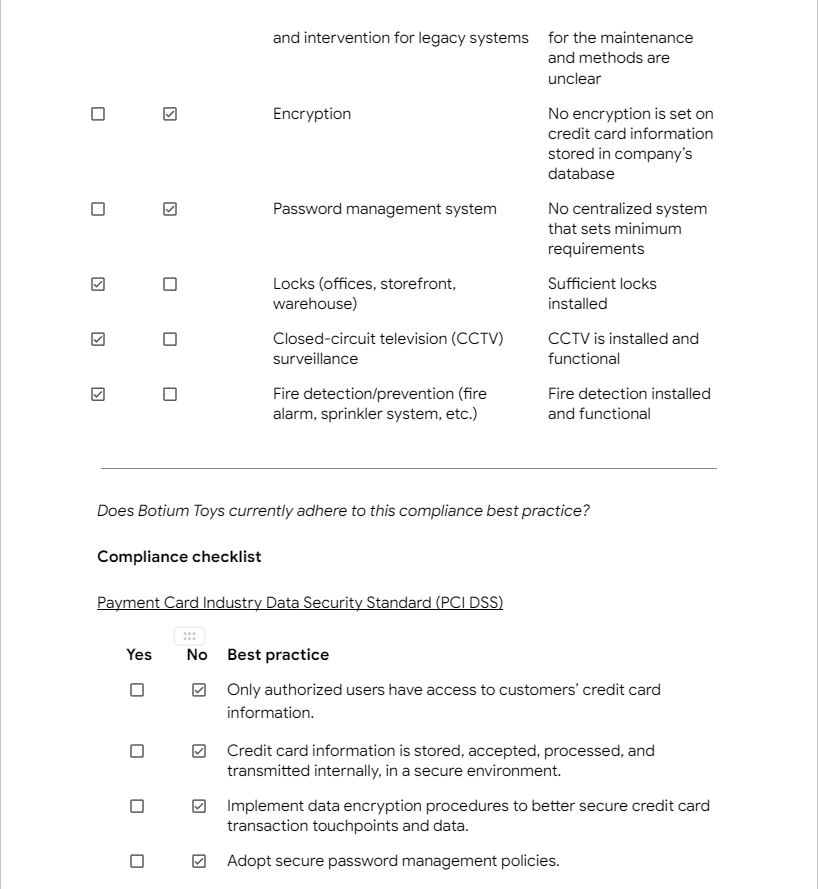 and intervention for legacy systems
for the maintenance
and methods are
unclear
Encryption
No encryption is set on
credit card information
stored in company's
database
Password management system
No centralized system
that sets minimum
requirements
Locks (offices, storefront,
warehouse)
Sufficient locks
installed
Closed-circuit television (CCTV)
surveillance
CCTV is installed and
functional
Fire detection/prevention (fire
alarm, sprinkler system, etc.)
Fire detection installed
and functional
Does Botium Toys currently adhere to this compliance best practice?
Compliance checklist
Payment Card Industry Data Security Standard (PCI DSS)
Yes No Best practice
Only authorized users have access to customers' credit card
information.
Credit card information is stored, accepted, processed, and
transmitted internally, in a secure environment.
Implement data encryption procedures to better secure credit card
transaction touchpoints and data.
Adopt secure password management policies.